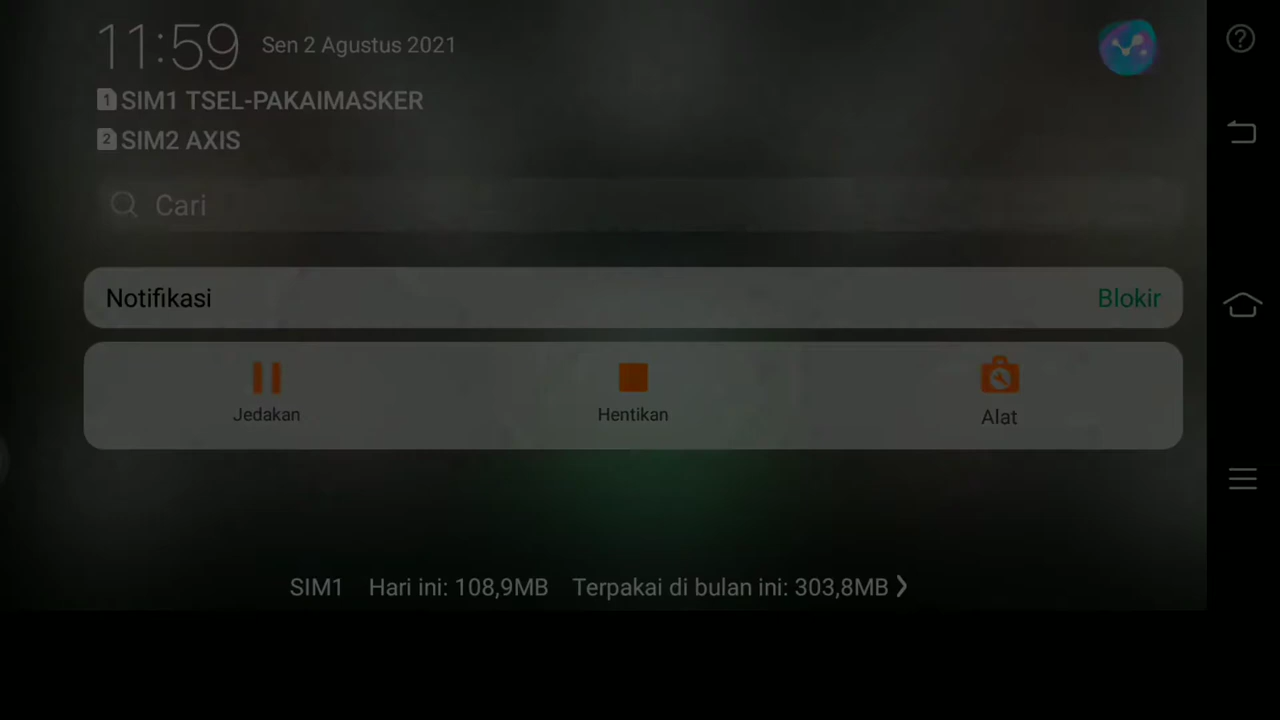 11:59 Sen 2 Agustus 2021
1 SIM1 TSEL-PAKAIMASKER
2 SIM2 AXIS
Cari
Notifikasi Blokir
Jedakan Hentikan Alat
SIM1 Hari ini: 108,9MB Terpakai di bulan ini: 303,8MB